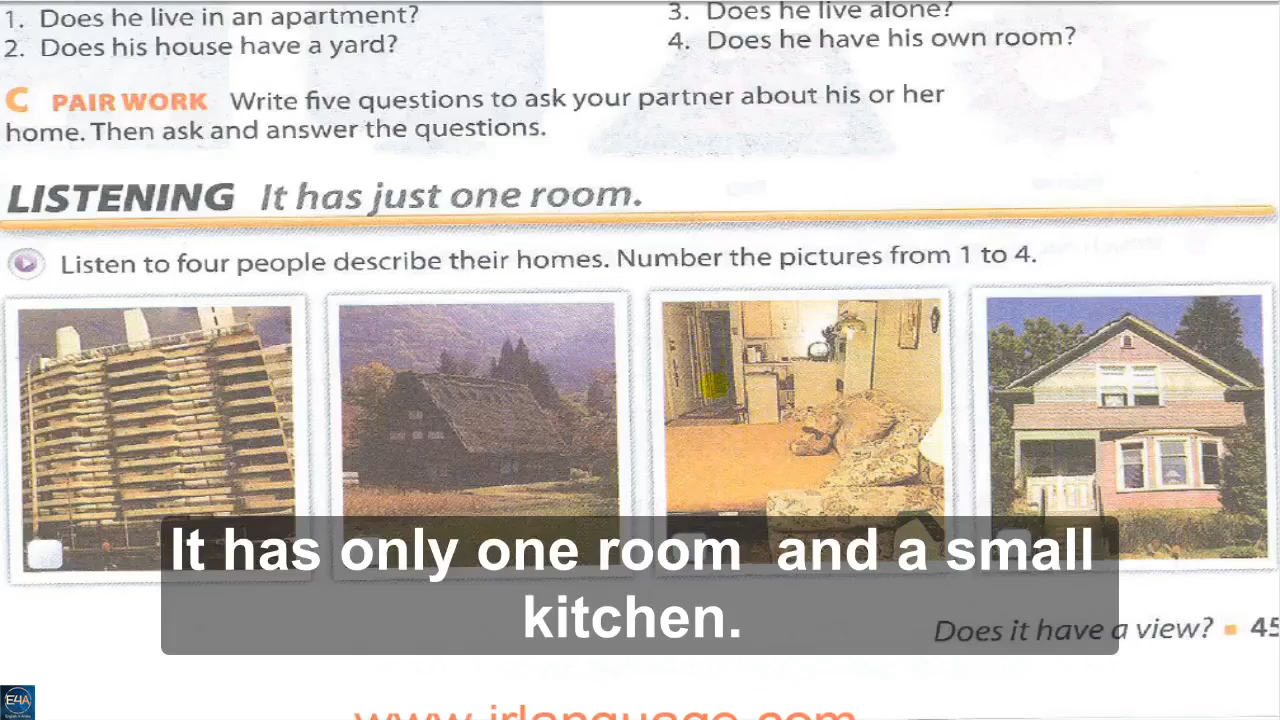 1. Does he live in an apartment?
2. Does his house have a yard?
3. Does he live alone?
4. Does he have his own room?
C PAIR WORK Write five questions to ask your partner about his or her
home. Then ask and answer the questions.
LISTENING It has just one room.
Listen to four people describe their homes. Number the pictures from 1 to 4.
It has only one room and a small
kitchen.
Does it have a view? ▪ 45
E4A
www.irlanguage.com